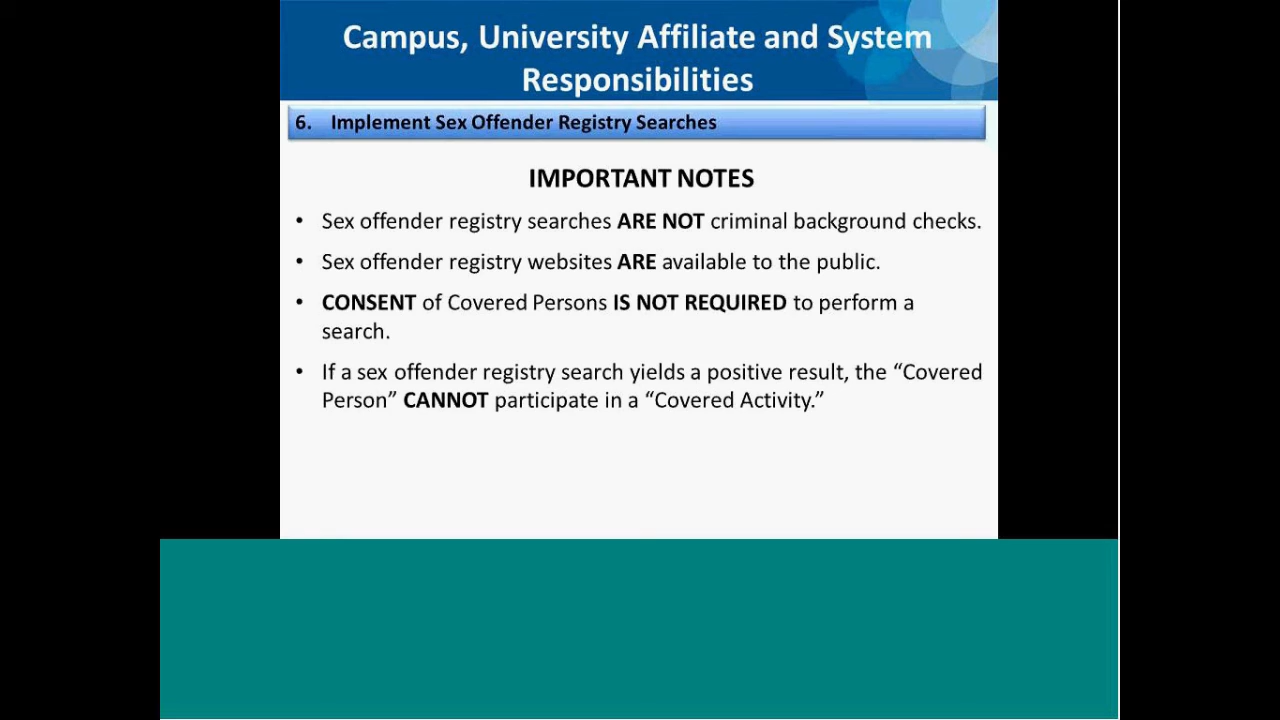 Campus, University Affiliate and System
Responsibilities
6. Implement Sex Offender Registry Searches
IMPORTANT NOTES
• Sex offender registry searches ARE NOT criminal background checks.
• Sex offender registry websites ARE available to the public.
• CONSENT of Covered Persons IS NOT REQUIRED to perform a
search.
• If a sex offender registry search yields a positive result, the “Covered
Person” CANNOT participate in a “Covered Activity.”